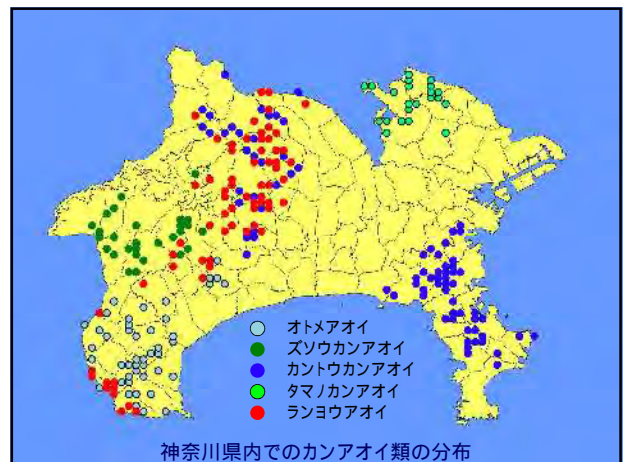 オトメアオイ
ズソウカンアオイ
カントウカンアオイ
タマノカンアオイ
ランヨウアオイ
神奈川県内でのカンアオイ類の分布